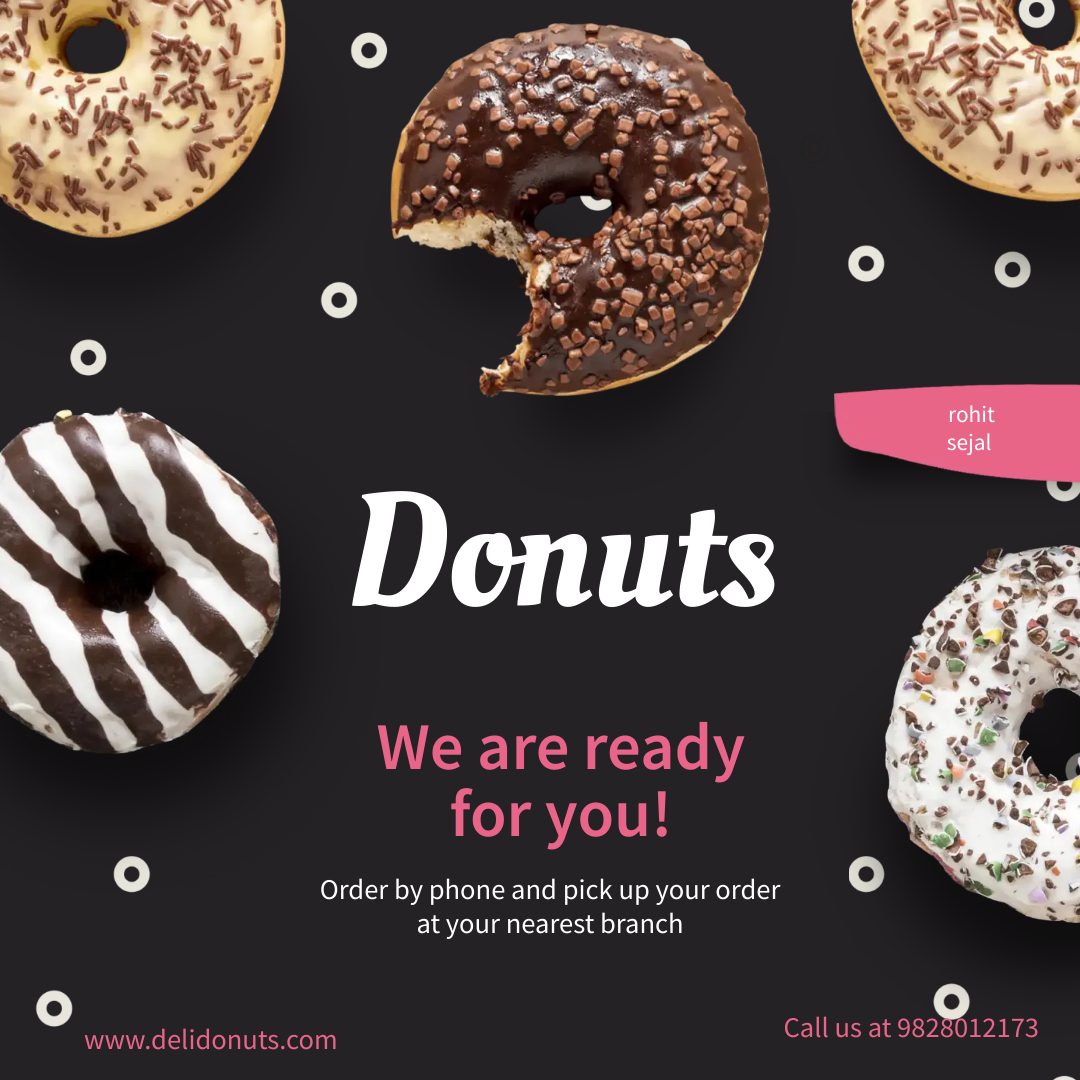 rohit
sejal
Donuts
We are ready
for you!
Order by phone and pick up your order
at your nearest branch
www.delidonuts.com
Call us at 9828012173